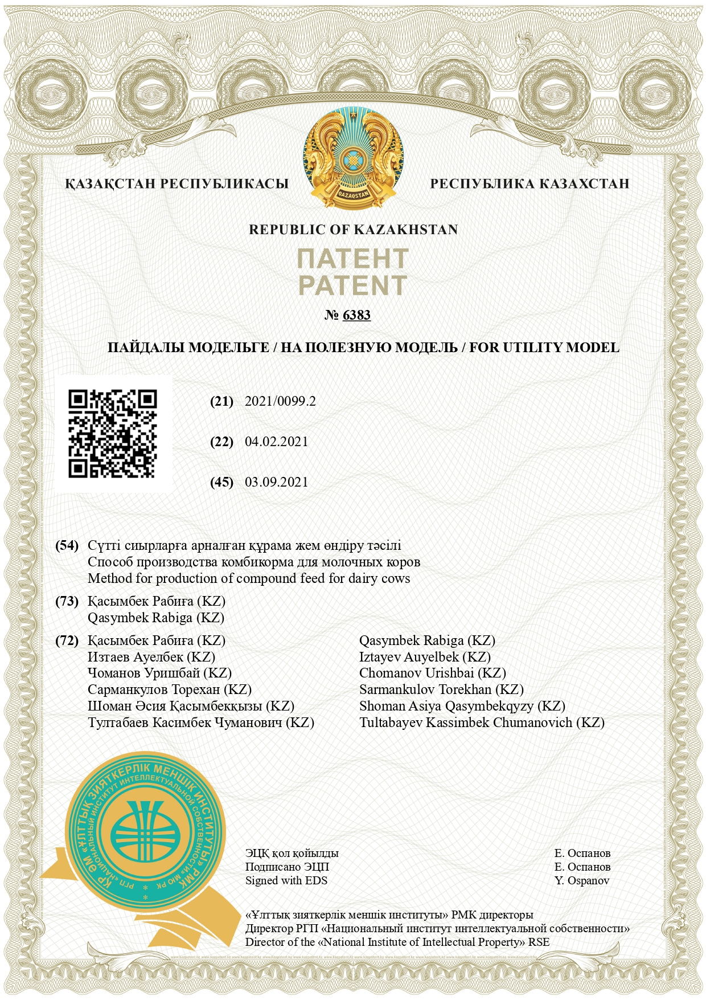 ҚАЗАҚСТАН РЕСПУБЛИКАСЫ
РЕСПУБЛИКА КАЗАХСТАН
QAZAQSTAN
REPUBLIC OF KAZAKHSTAN
ПАТЕНТ
PATENT
№ 6383
ПАЙДАЛЫ МОДЕЛЬГЕ / НА ПОЛЕЗНУЮ МОДЕЛЬ / FOR UTILITY MODEL
(21) 2021/0099.2
(22) 04.02.2021
(45) 03.09.2021
(54) Сүтті сиырларға арналған құрама жем өндіру тәсілі
Способ производства комбикорма для молочных коров
Method for production of compound feed for dairy cows
(73) Қасымбек Рабиға (KZ)
Qasymbek Rabiga (KZ)
(72) Қасымбек Рабиға (KZ) Qasymbek Rabiga (KZ)
Изтаев Ауелбек (KZ) Iztayev Auyelbek (KZ)
Чоманов Уришбай (KZ) Chomanov Urishbai (KZ)
Сарманкулов Торехан (KZ) Sarmankulov Torekhan (KZ)
Шоман Әсия Қасымбекқызы (KZ) Shoman Asiya Qasymbekqyzy (KZ)
Тултабаев Касимбек Чуманович (KZ) Tultabayev Kassimbek Chumanovich (KZ)
ҚР ӘМ «ҰЛТТЫҚ ЗИЯТКЕРЛІК МЕНШІК ИНСТИТУТЫ» РМК
РГП «НАЦИОНАЛЬНЫЙ ИНСТИТУТ ИНТЕЛЛЕКТУАЛЬНОЙ СОБСТВЕННОСТИ» МЮ РК
ЭЦҚ қол қойылды Е. Оспанов
Подписано ЭЦП Е. Оспанов
Signed with EDS Y. Ospanov
«Ұлттық зияткерлік меншік институты» РМК директоры
Директор РГП «Национальный институт интеллектуальной собственности»
Director of the «National Institute of Intellectual Property» RSE